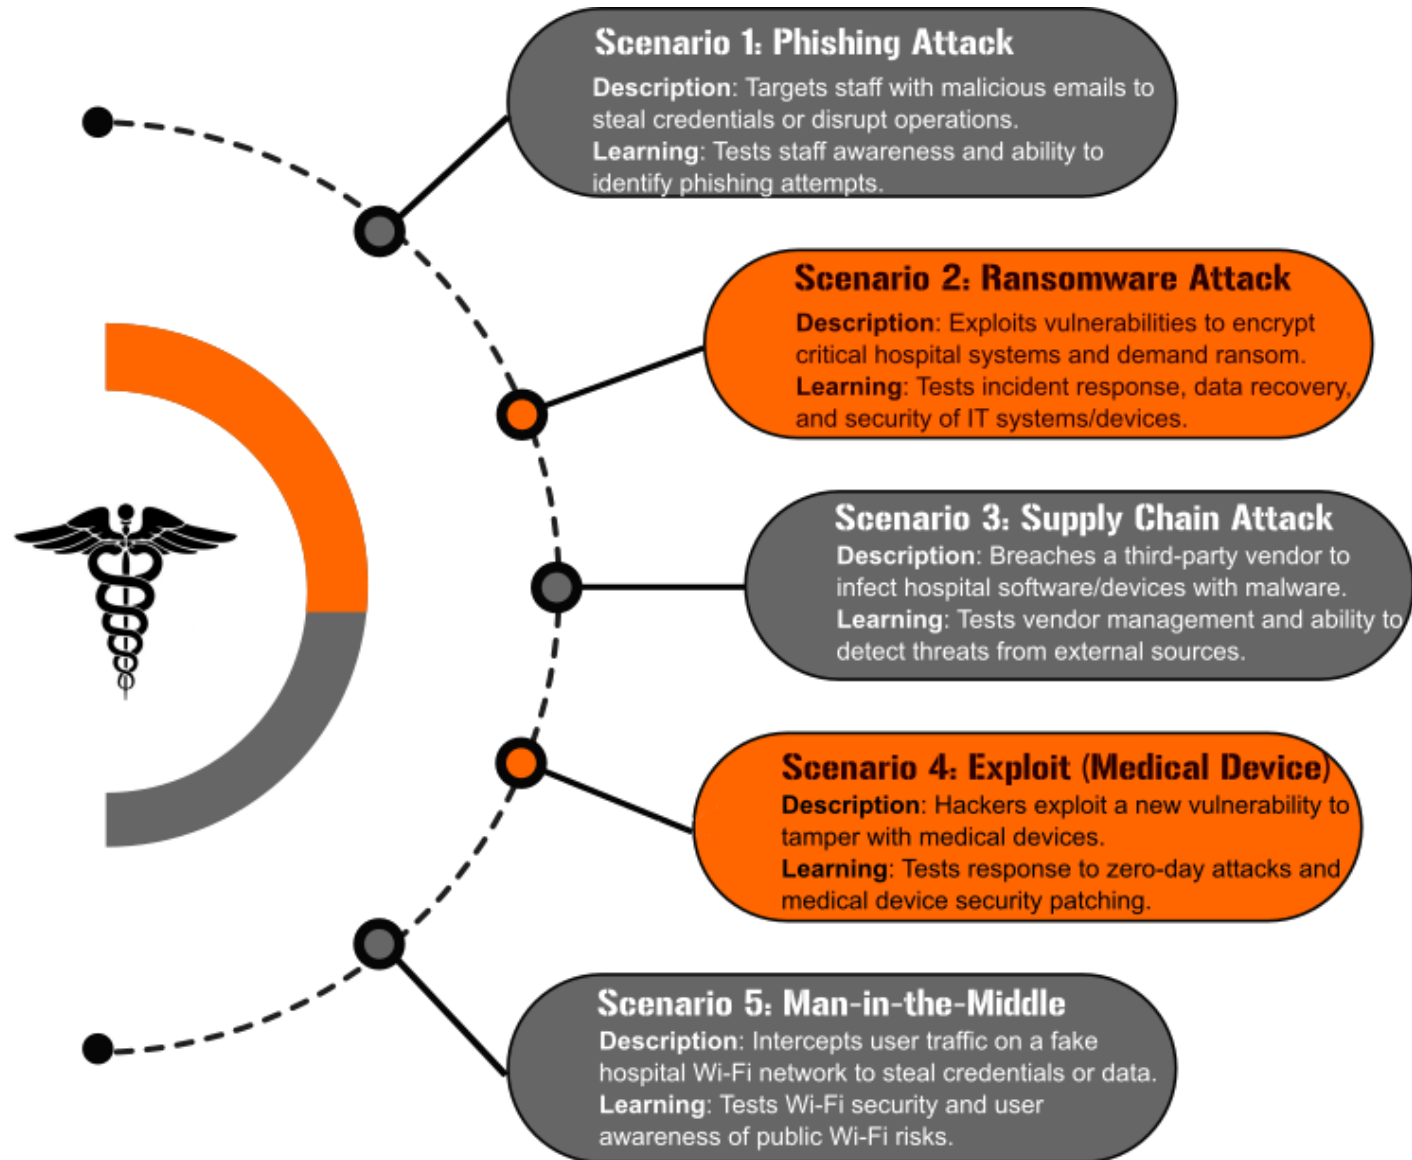 Scenario 1: Phishing Attack
Description: Targets staff with malicious emails to
steal credentials or disrupt operations.
Learning: Tests staff awareness and ability to
identify phishing attempts.
Scenario 2: Ransomware Attack
Description: Exploits vulnerabilities to encrypt
critical hospital systems and demand ransom.
Learning: Tests incident response, data recovery,
and security of IT systems/devices.
Scenario 3: Supply Chain Attack
Description: Breaches a third-party vendor to
infect hospital software/devices with malware.
Learning: Tests vendor management and ability to
detect threats from external sources.
Scenario 4: Exploit (Medical Device)
Description: Hackers exploit a new vulnerability to
tamper with medical devices.
Learning: Tests response to zero-day attacks and
medical device security patching.
Scenario 5: Man-in-the-Middle
Description: Intercepts user traffic on a fake
hospital Wi-Fi network to steal credentials or data.
Learning: Tests Wi-Fi security and user
awareness of public Wi-Fi risks.